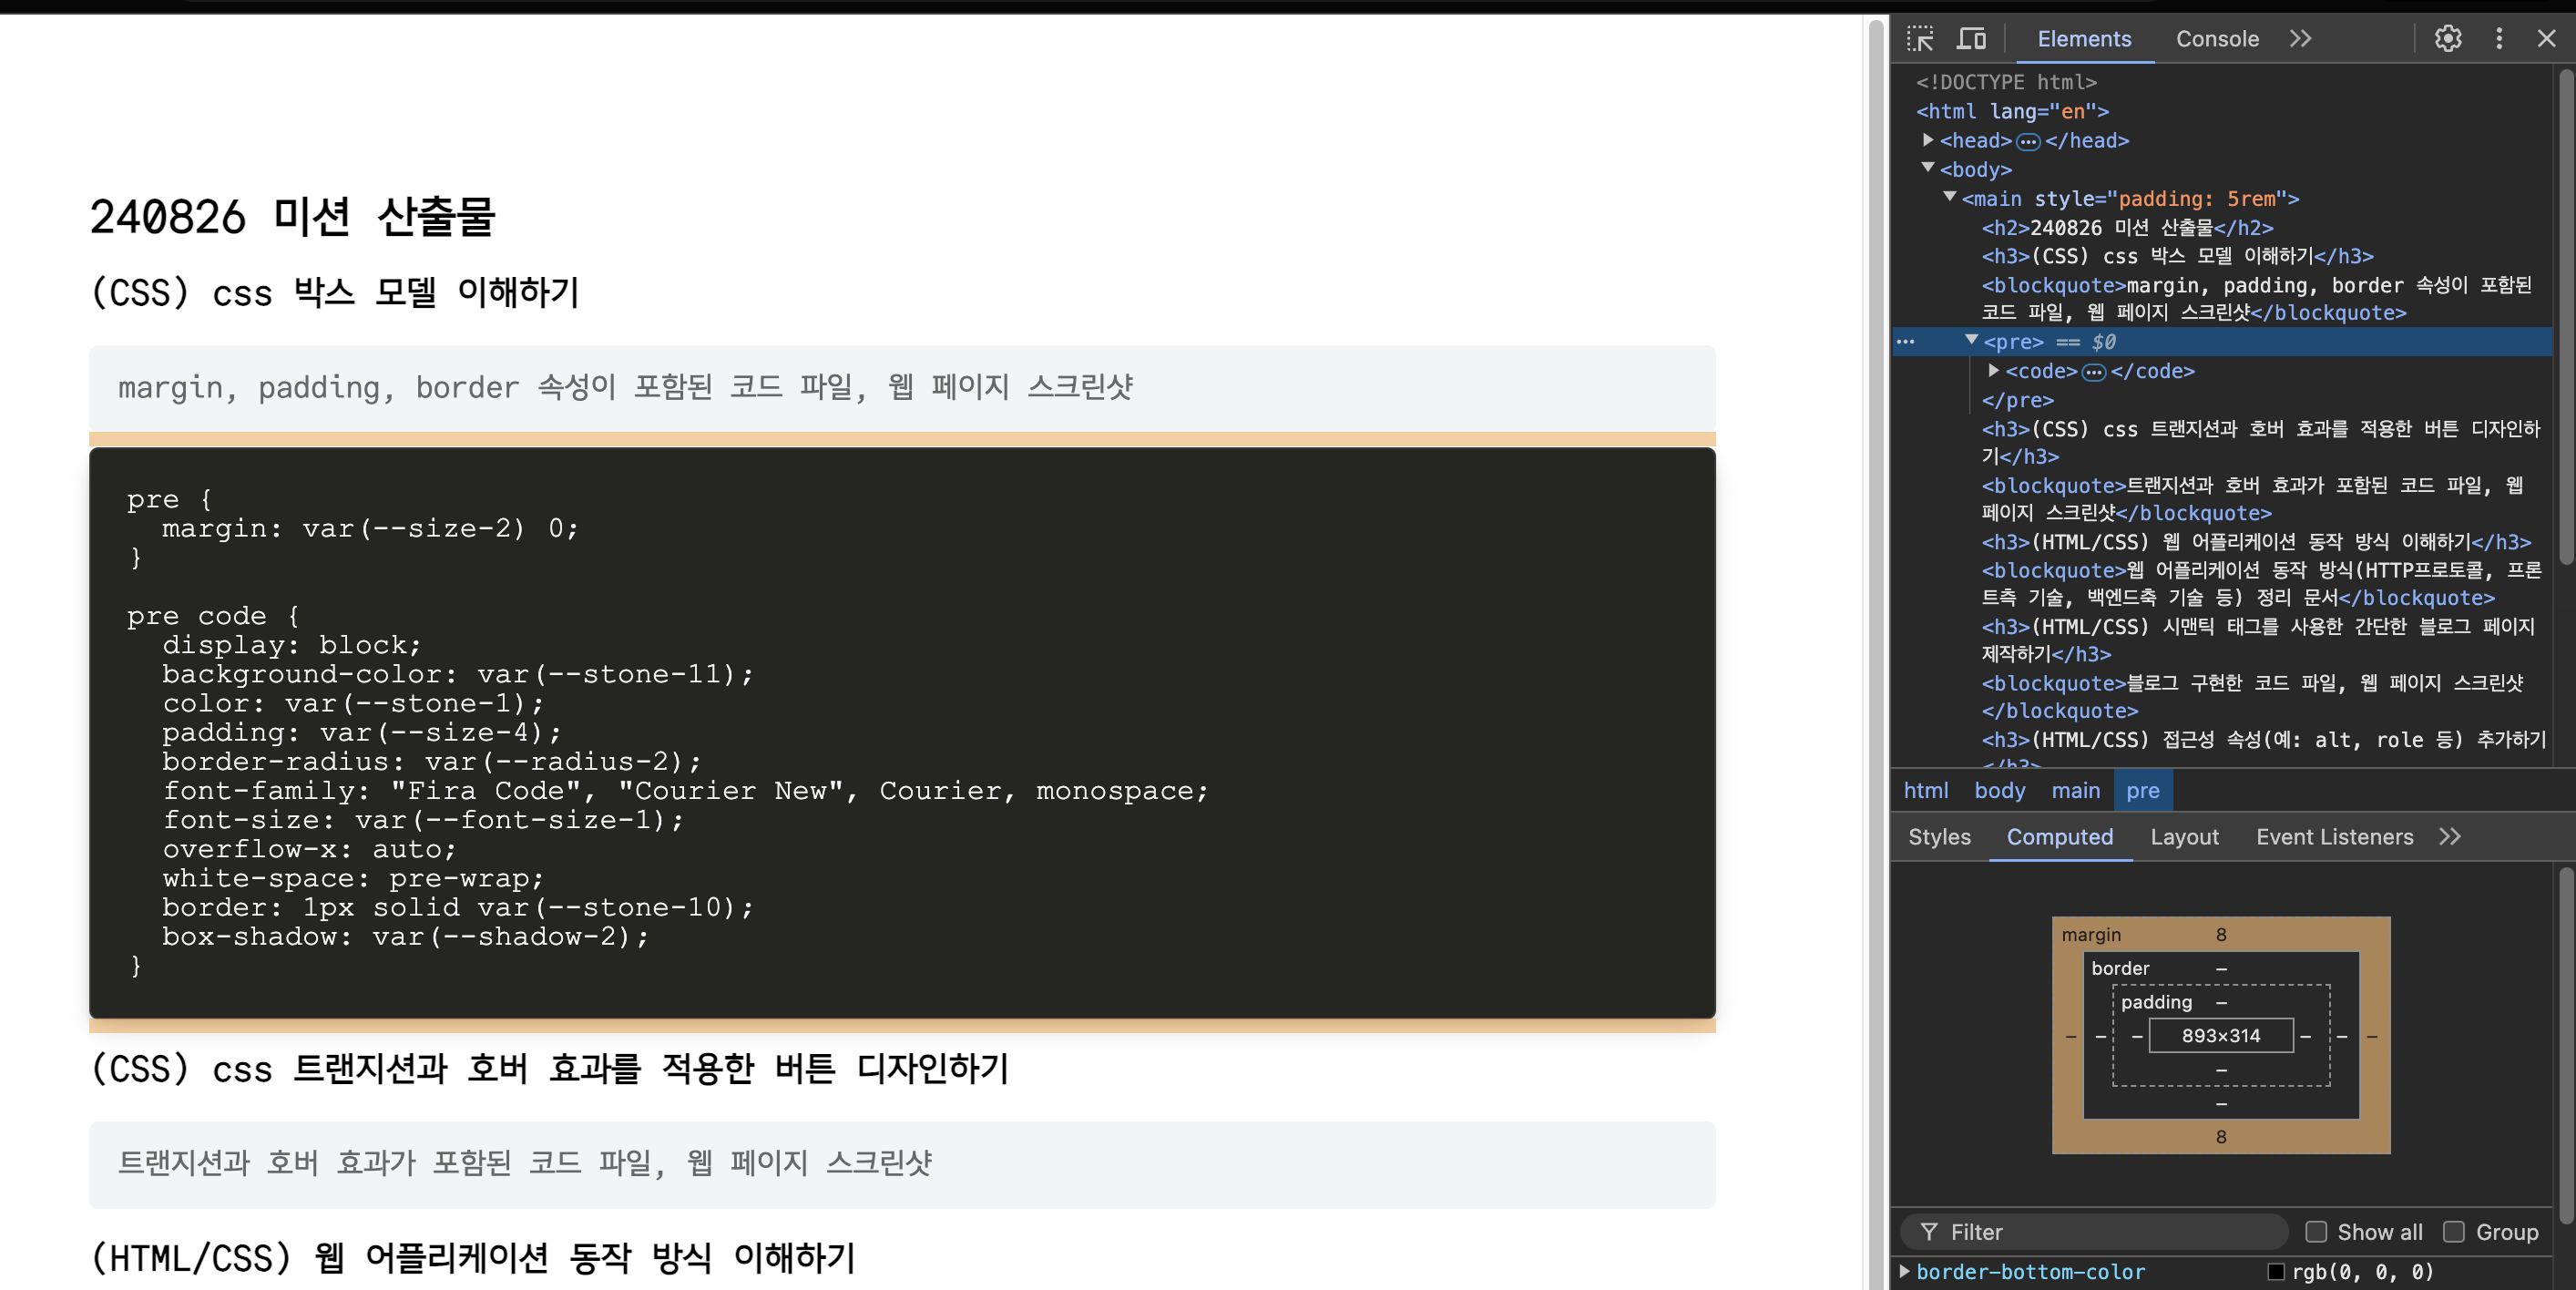 240826 미션 산출물
(CSS) css 박스 모델 이해하기
margin, padding, border 속성이 포함된 코드 파일, 웹 페이지 스크린샷
pre {
  margin: var(--size-2) 0;
}
pre code {
  display: block;
  background-color: var(--stone-11);
  color: var(--stone-1);
  padding: var(--size-4);
  border-radius: var(--radius-2);
  font-family: "Fira Code", "Courier New", Courier, monospace;
  font-size: var(--font-size-1);
  overflow-x: auto;
  white-space: pre-wrap;
  border: 1px solid var(--stone-10);
  box-shadow: var(--shadow-2);
}
(CSS) css 트랜지션과 호버 효과를 적용한 버튼 디자인하기
트랜지션과 호버 효과가 포함된 코드 파일, 웹 페이지 스크린샷
(HTML/CSS) 웹 어플리케이션 동작 방식 이해하기
Elements Console
<!DOCTYPE html>
<html lang="en">
<head> </head>
<body>
<main style="padding: 5rem">
<h2>240826 미션 산출물</h2>
<h3>(CSS) css 박스 모델 이해하기</h3>
<blockquote>margin, padding, border 속성이 포함된
코드 파일, 웹 페이지 스크린샷</blockquote>
<pre> == $0
<code> </code>
</pre>
<h3>(CSS) css 트랜지션과 호버 효과를 적용한 버튼 디자인하
기</h3>
<blockquote>트랜지션과 호버 효과가 포함된 코드 파일, 웹
페이지 스크린샷</blockquote>
<h3>(HTML/CSS) 웹 어플리케이션 동작 방식 이해하기</h3>
<blockquote>웹 어플리케이션 동작 방식(HTTP프로토콜, 프론
트측 기술, 백엔드측 기술 등) 정리 문서</blockquote>
<h3>(HTML/CSS) 시맨틱 태그를 사용한 간단한 블로그 페이지
제작하기</h3>
<blockquote>블로그 구현한 코드 파일, 웹 페이지 스크린샷
</blockquote>
<h3>(HTML/CSS) 접근성 속성(예: alt, role 등) 추가하기
</h3>
html body main pre
Styles Computed Layout Event Listeners
margin 8
border –
padding –
– – – 893×314 – – –
–
–
8
Filter Show all Group
border-bottom-color rgb(0, 0, 0)